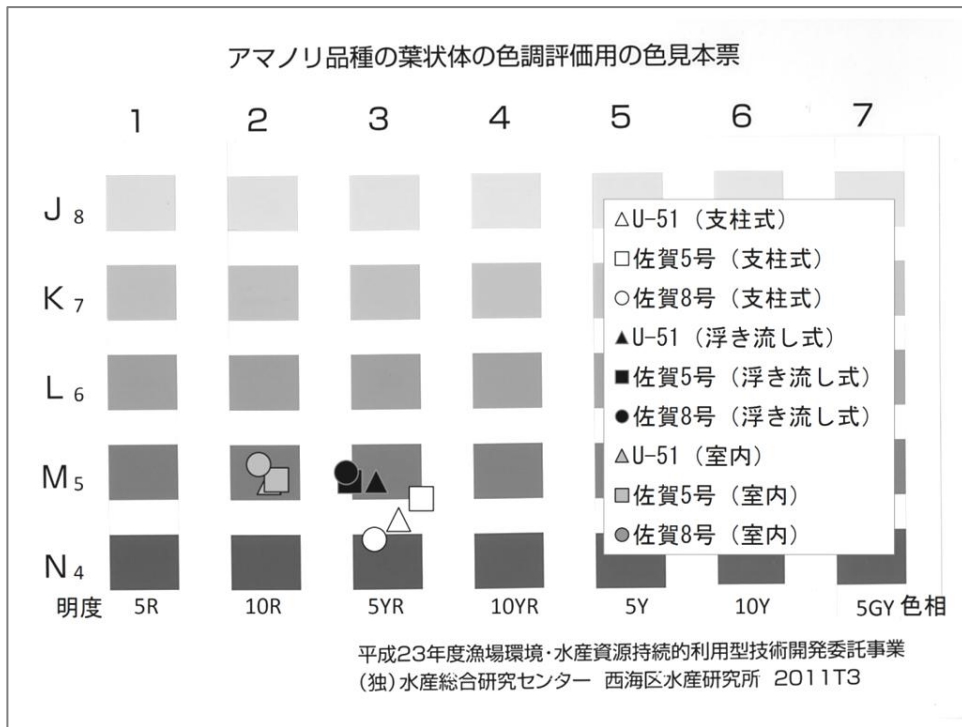 アマノリ品種の葉状体の色調評価用の色見本票
1 2 3 4 5 6 7
J 8
K 7
L 6
M 5
N 4
△U-51（支柱式）
□佐賀5号（支柱式）
○佐賀8号（支柱式）
▲U-51（浮き流し式）
■佐賀5号（浮き流し式）
●佐賀8号（浮き流し式）
△U-51（室内）
■佐賀5号（室内）
●佐賀8号（室内）
明度 5R 10R 5YR 10YR 5Y 10Y 5GY 色相
平成23年度漁場環境・水産資源持続的利用型技術開発委託事業
（独）水産総合研究センター 西海区水産研究所 2011T3